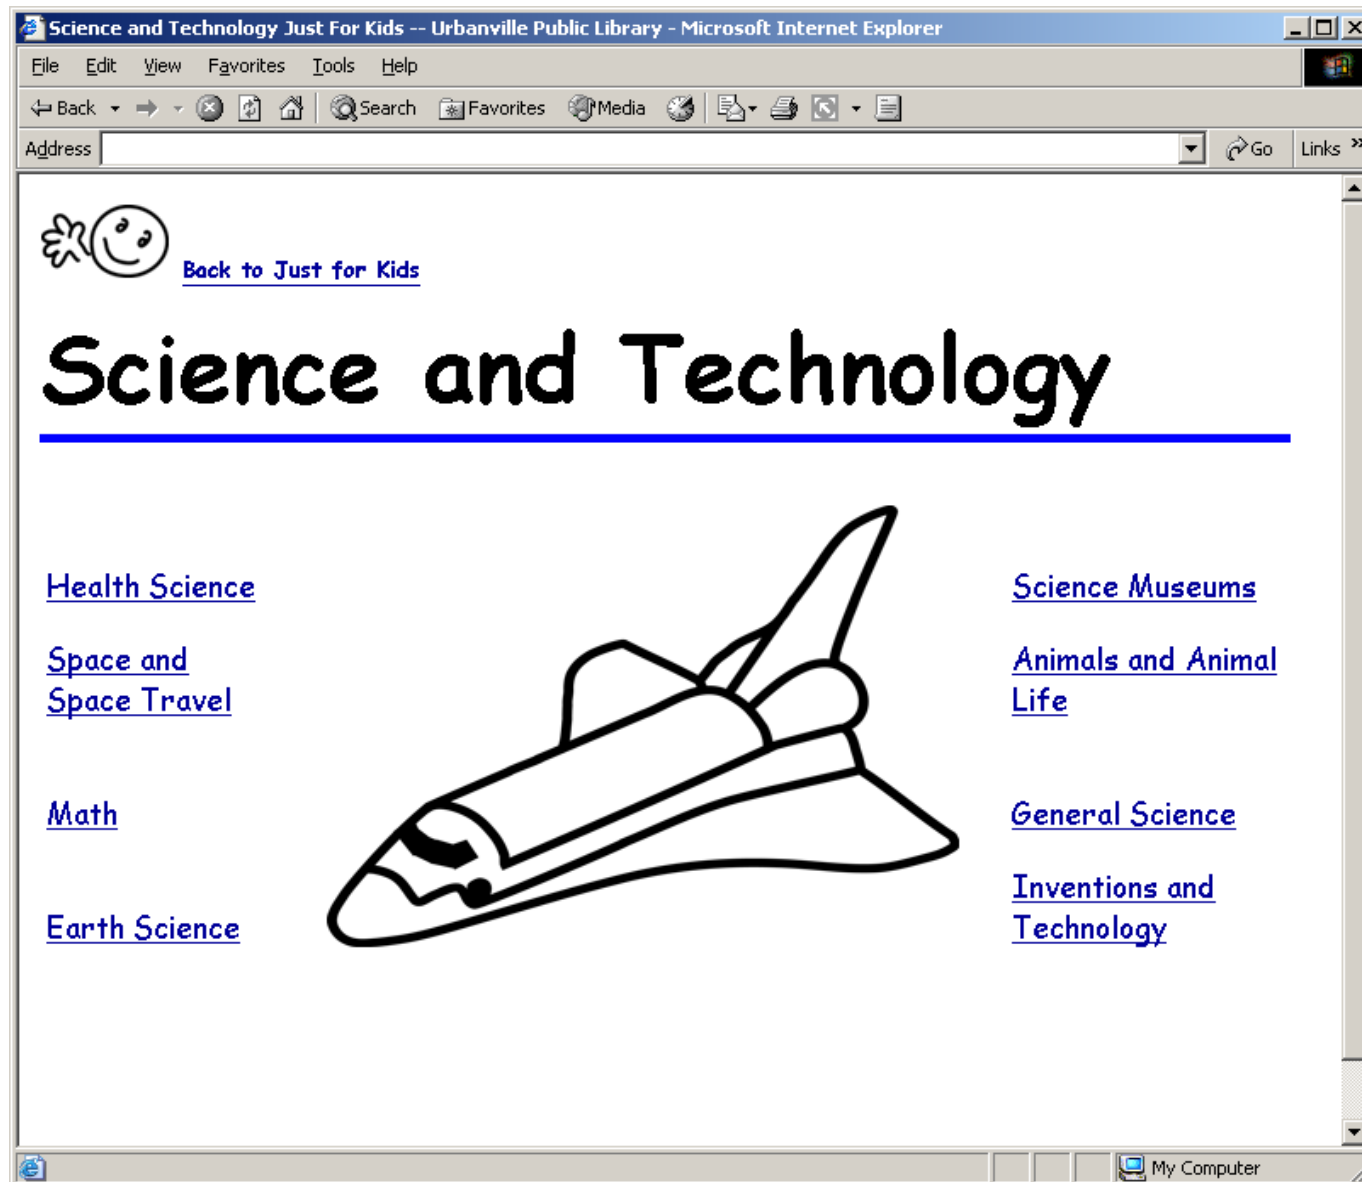 Science and Technology Just For Kids -- Urbanville Public Library - Microsoft Internet Explorer
File Edit View Favorites Tools Help
Back Search Favorites Media
Address Go Links »
Back to Just for Kids
Science and Technology
Health Science
Space and
Space Travel
Math
Earth Science
Science Museums
Animals and Animal
Life
General Science
Inventions and
Technology
My Computer